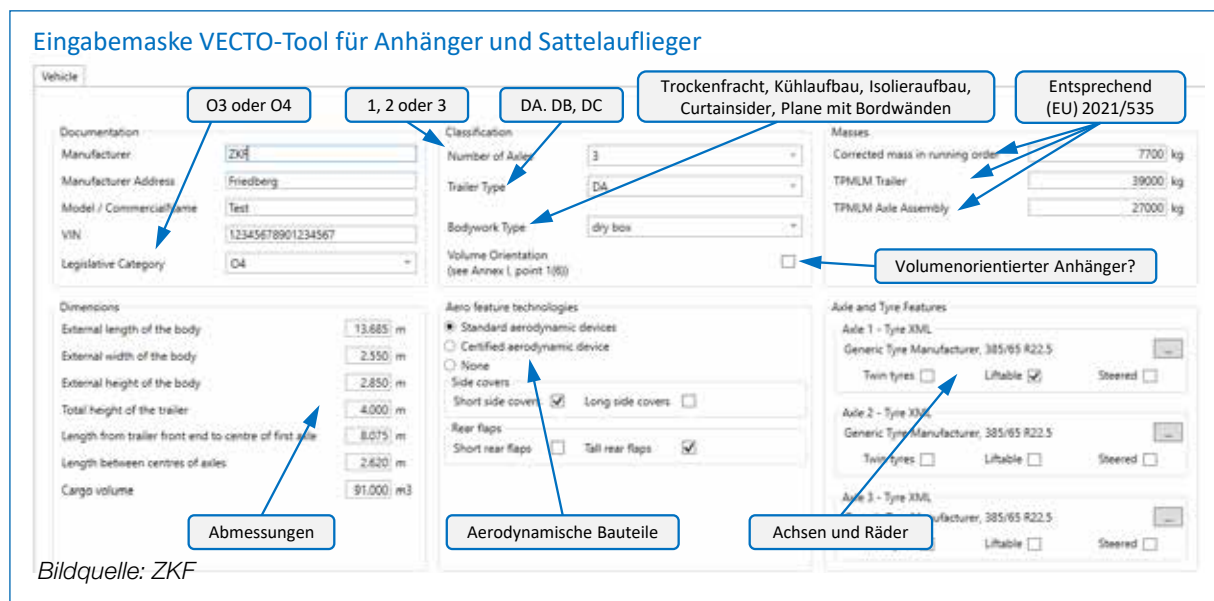 Eingabemaske VECTO-Tool für Anhänger und Sattelauflieger
Vehicle
O3 oder O4
1, 2 oder 3
DA. DB, DC
Trockenfracht, Kühlaufbau, Isolieraufbau,
Curtainsider, Plane mit Bordwänden
Entsprechend
(EU) 2021/535
Documentation
Manufacturer ZKF
Manufacturer Address Friedberg
Model / CommercialName Test
VIN 12345678901234567
Legislative Category O4
Classification
Number of Axles 3
Trailer Type DA
Bodywork Type dry box
Volume Orientation
(see Annex I, point 1(6))
Masses
Corrected mass in running order 7700 kg
TPMLM Trailer 39000 kg
TPMLM Axle Assembly 27000 kg
Volumenorientierter Anhänger?
Dimensions
External length of the body 13.685 m
External width of the body 2.550 m
External height of the body 2.850 m
Total height of the trailer 4.000 m
Length from trailer front end to centre of first axle 8.075 m
Length between centres of axles 2.620 m
Cargo volume 91.000 m3
Abmessungen
Aero feature technologies
Standard aerodynamic devices
Certified aerodynamic device
None
Side covers
Short side covers Long side covers
Rear flaps
Short rear flaps Tall rear flaps
Aerodynamische Bauteile
Axle and Tyre Features
Axle 1 - Tyre XML
Generic Tyre Manufacturer, 385/65 R22.5 ...
Twin tyres Liftable Steered
Axle 2 - Tyre XML
Generic Tyre Manufacturer, 385/65 R22.5 ...
Twin tyres Liftable Steered
Axle 3 - Tyre XML
385/65 R22.5 ...
Liftable Steered
Achsen und Räder
Bildquelle: ZKF